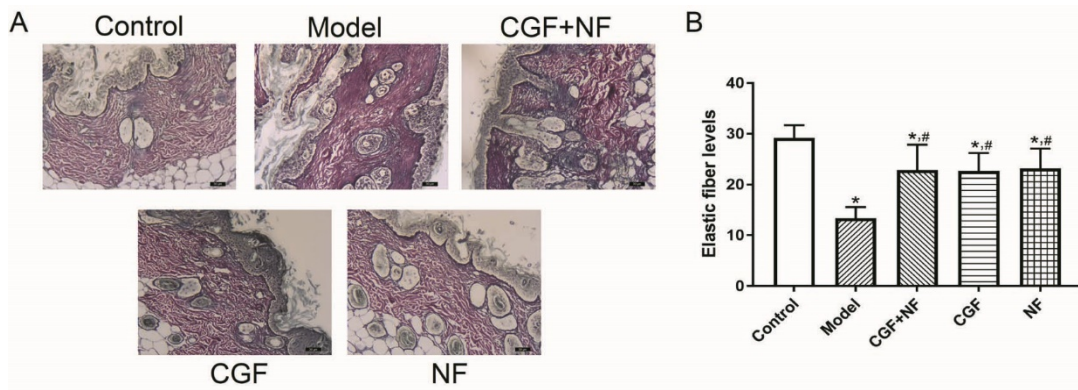 A
Control
Model
CGF+NF
CGF
NF
B
Elastic fiber levels
40
30
20
10
0
*
*,#
*,#
*,#
Control
Model
CGF+NF
CGF
NF